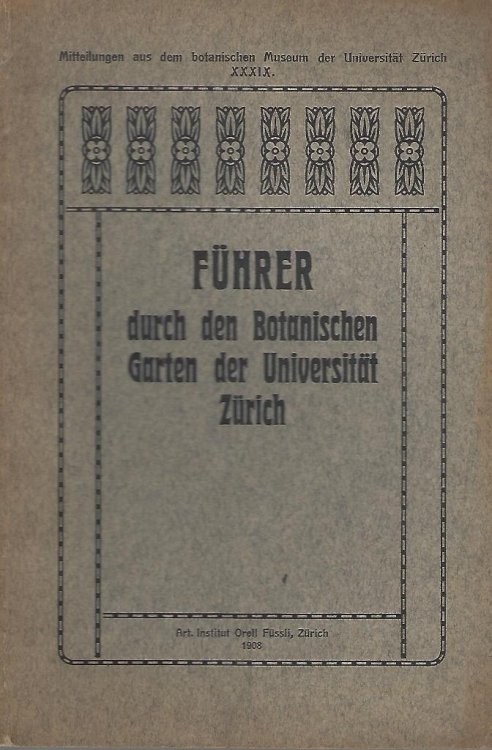 Mitteilungen aus dem botanischen Museum der Universität Zürich
XXXIX.
FÜHRER
durch den Botanischen
Garten der Universität
Zürich
Art. Institut Orell Füssli, Zürich
1908